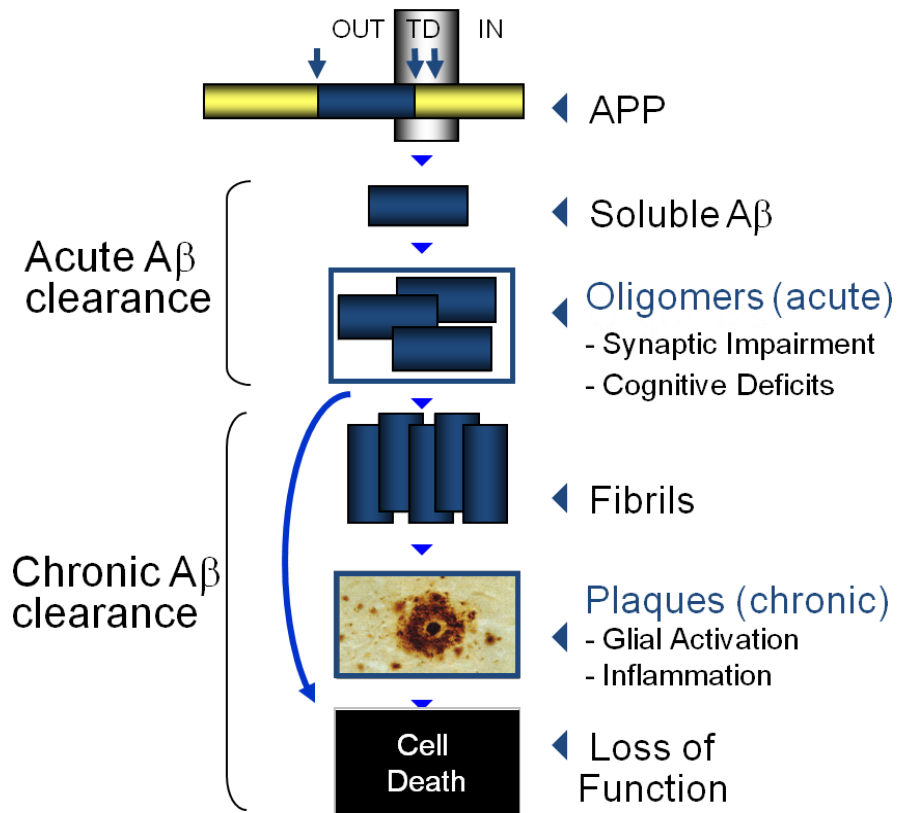 OUT TD IN
APP
Soluble Aβ
Acute Aβ
clearance
Oligomers (acute)
- Synaptic Impairment
- Cognitive Deficits
Fibrils
Chronic Aβ
clearance
Plaques (chronic)
- Glial Activation
- Inflammation
Cell
Death
Loss of
Function